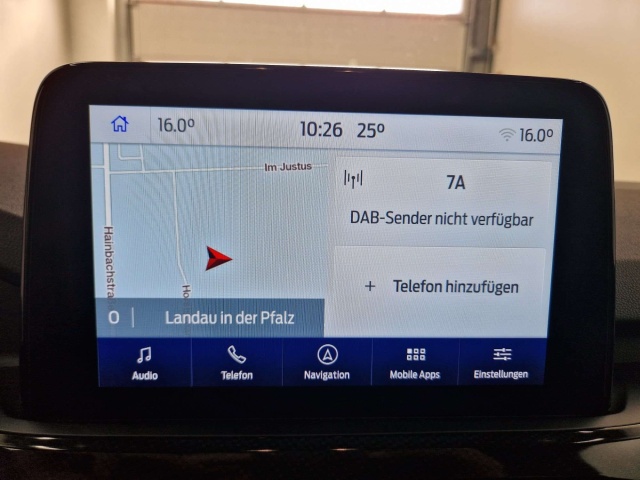 16.0° 10:26 25° 16.0°
Im Justus
7A
DAB-Sender nicht verfügbar
+ Telefon hinzufügen
0 | Landau in der Pfalz
Audio Telefon Navigation Mobile Apps Einstellungen